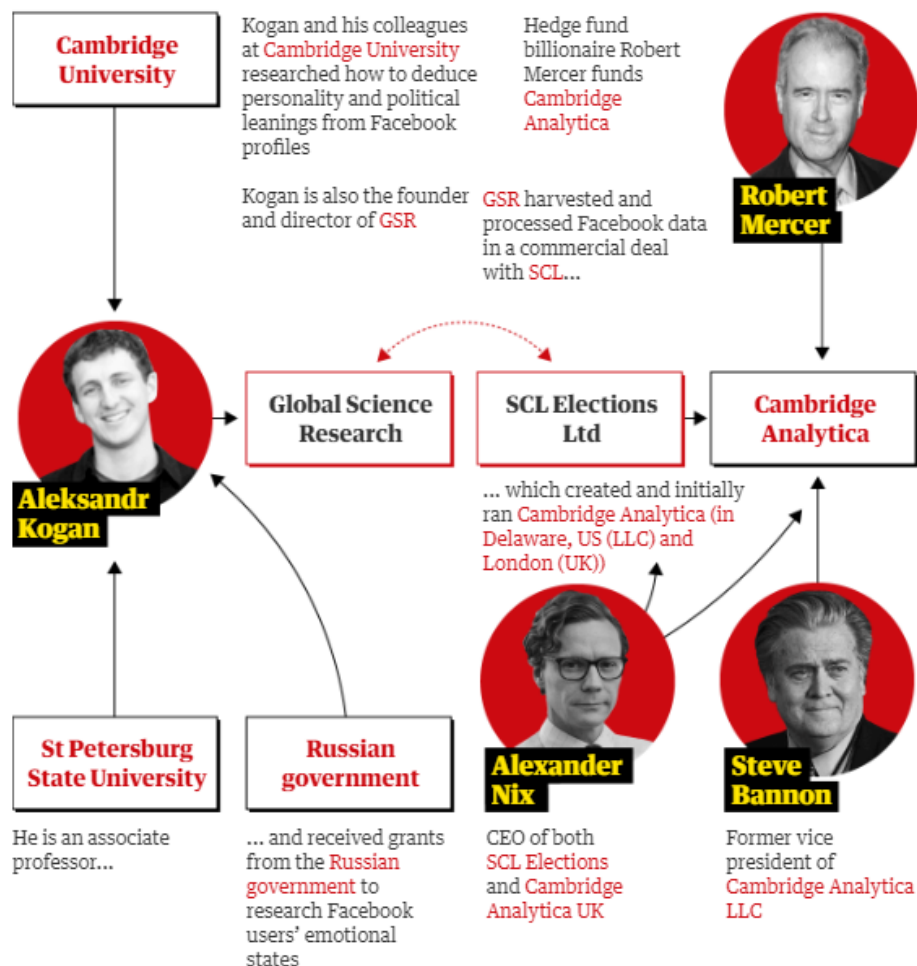 Cambridge
University
Kogan and his colleagues
at Cambridge University
researched how to deduce
personality and political
leanings from Facebook
profiles
Kogan is also the founder
and director of GSR
Hedge fund
billionaire Robert
Mercer funds
Cambridge
Analytica
GSR harvested and
processed Facebook data
in a commercial deal
with SCL...
Robert
Mercer
Aleksandr
Kogan
Global Science
Research
SCL Elections
Ltd
Cambridge
Analytica
... which created and initially
ran Cambridge Analytica (in
Delaware, US (LLC) and
London (UK))
St Petersburg
State University
He is an associate
professor...
Russian
government
... and received grants
from the Russian
government to
research Facebook
users’ emotional
states
Alexander
Nix
CEO of both
SCL Elections
and Cambridge
Analytica UK
Steve
Bannon
Former vice
president of
Cambridge Analytica
LLC